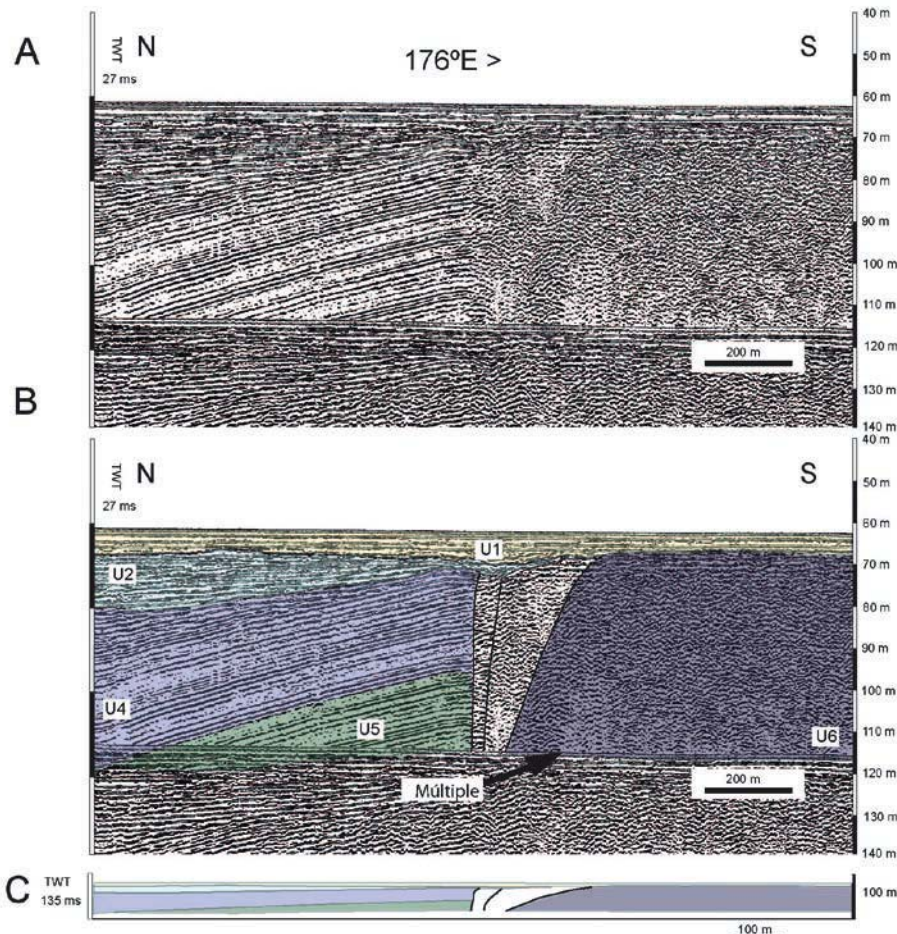 A
TWT
N
176ºE >
S
27 ms
40 m
50 m
60 m
70 m
80 m
90 m
100 m
110 m
120 m
130 m
140 m
200 m
B
TWT
N
S
27 ms
40 m
50 m
60 m
70 m
80 m
90 m
100 m
110 m
120 m
130 m
140 m
U1
U2
U4
U5
U6
Múltiple
200 m
C
TWT
135 ms
100 m
100 m